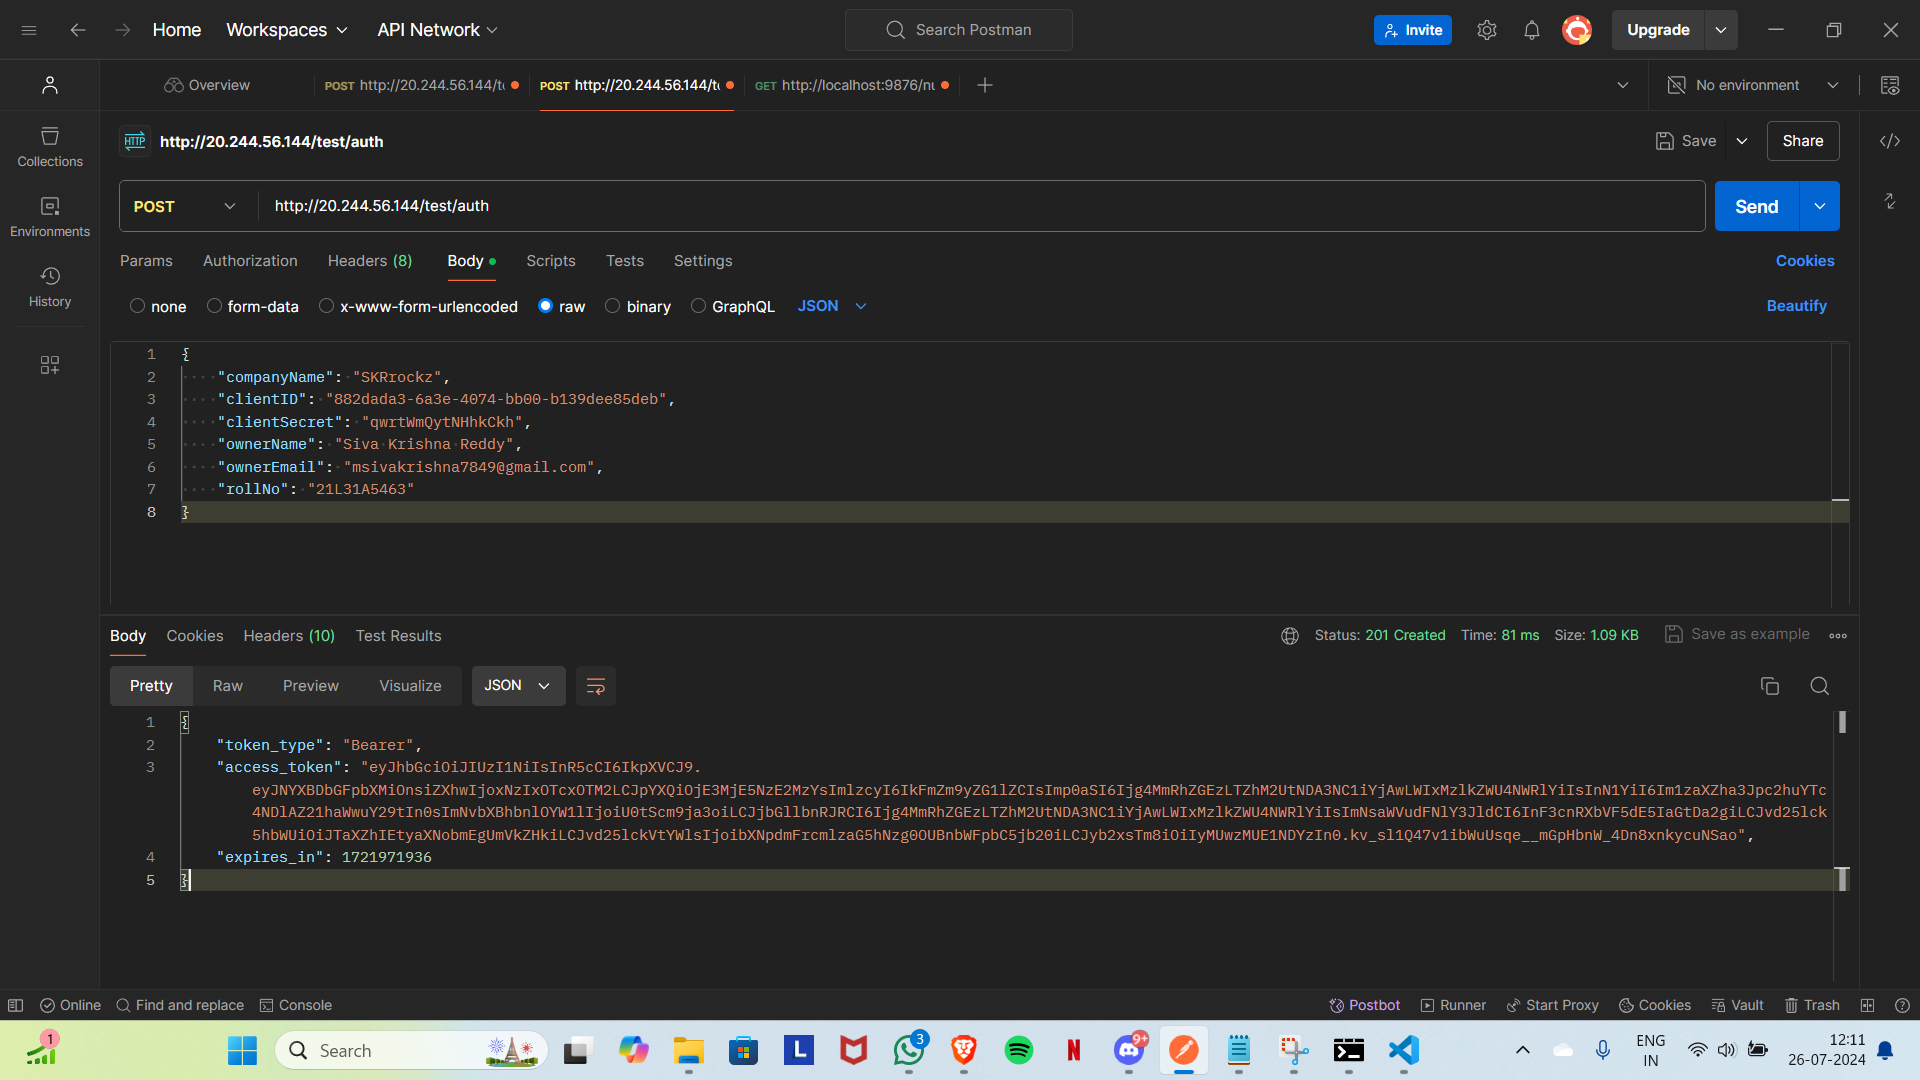 Home Workspaces API Network Search Postman Invite Upgrade
Overview POST http://20.244.56.144/t POST http://20.244.56.144/t GET http://localhost:9876/nu No environment
HTTP http://20.244.56.144/test/auth Save Share
Collections
Environments
History
POST http://20.244.56.144/test/auth Send
Params Authorization Headers (8) Body Scripts Tests Settings Cookies
none form-data x-www-form-urlencoded raw binary GraphQL JSON Beautify
1 {
2 "companyName": "SKRrockz",
3 "clientID": "882dada3-6a3e-4074-bb00-b139dee85deb",
4 "clientSecret": "qwrtWmQytNHhkCkh",
5 "ownerName": "Siva Krishna Reddy",
6 "ownerEmail": "msivakrishna7849@gmail.com",
7 "rollNo": "21L31A5463"
8 }
Body Cookies Headers (10) Test Results Status: 201 Created Time: 81 ms Size: 1.09 KB Save as example
Pretty Raw Preview Visualize JSON
1 {
2 "token_type": "Bearer",
3 "access_token": "eyJhbGciOiJIUzI1NiIsInR5cCI6IkpXVCJ9.
eyJNYXBDbGFpbXMiOnsiZXhwIjoxNzIxOTcxOTM2LCJpYXQiOjE3MjE5NzE2MzYsImlzcyI6IkFmZm9yZG1lZCIsImp0aSI6Ijg4MmRhZGEzLTZhM2UtNDA3NC1iYjAwLWIxMzlkZWU4NWRlYiIsInN1YiI6Im1zaXZha3Jpc2huYTc
4NDlAZ21haWwuY29tIn0sImNvbXBhbnlOYW1lIjoiU0tScm9ja3oiLCJjbGllbnRJRCI6Ijg4MmRhZGEzLTZhM2UtNDA3NC1iYjAwLWIxMzlkZWU4NWRlYiIsImNsaWVudFNlY3JldCI6InF3cnRXbVF5dE5IaGtDa2giLCJvd25lck
5hbWUiOiJTaXZhIEtyaXNobmEgUmVkZHkiLCJvd25lckVtYWlsIjoibXNpdmFrcmlzaG5hNzg0OUBnbWFpbC5jb20iLCJyb2xsTm8iOiIyMUwzMUE1NDYzIn0.kv_sl1Q47v1ibWuUsqe__mGpHbnW_4Dn8xnkycuNSao",
4 "expires_in": 1721971936
5 }
Online Find and replace Console Postbot Runner Start Proxy Cookies Vault Trash
1 Search L 3 N 9+ ENG 12:11
IN 26-07-2024